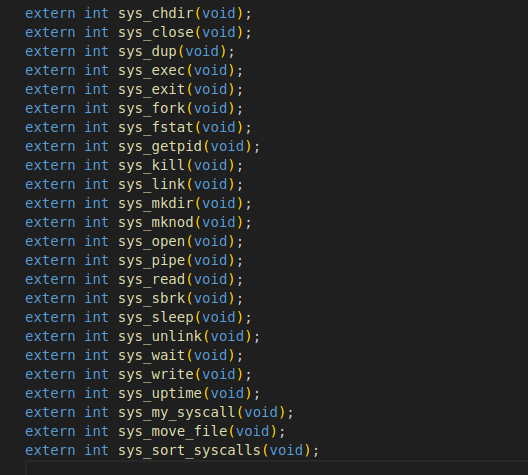 extern int sys_chdir(void);
extern int sys_close(void);
extern int sys_dup(void);
extern int sys_exec(void);
extern int sys_exit(void);
extern int sys_fork(void);
extern int sys_fstat(void);
extern int sys_getpid(void);
extern int sys_kill(void);
extern int sys_link(void);
extern int sys_mkdir(void);
extern int sys_mknod(void);
extern int sys_open(void);
extern int sys_pipe(void);
extern int sys_read(void);
extern int sys_sbrk(void);
extern int sys_sleep(void);
extern int sys_unlink(void);
extern int sys_wait(void);
extern int sys_write(void);
extern int sys_uptime(void);
extern int sys_my_syscall(void);
extern int sys_move_file(void);
extern int sys_sort_syscalls(void);